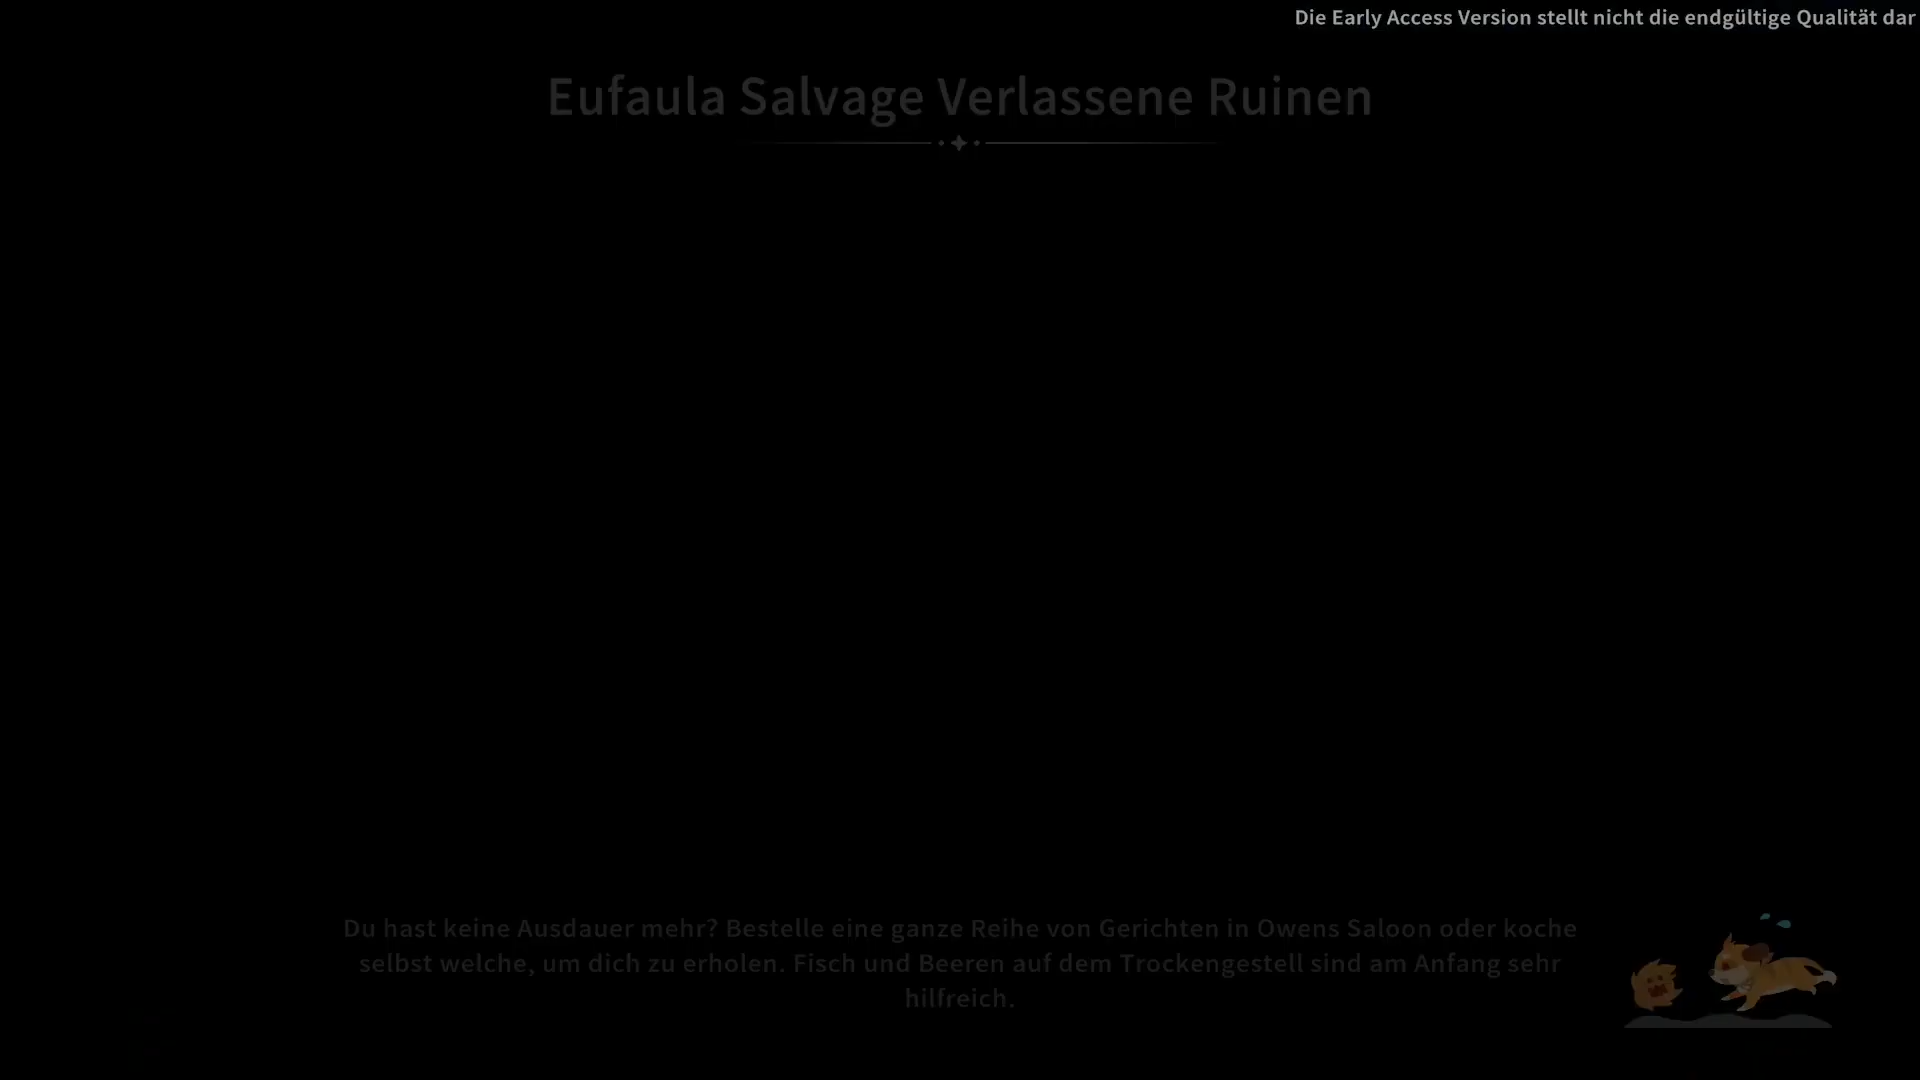 Die Early Access Version stellt nicht die endgültige Qualität dar
Eufaula Salvage Verlassene Ruinen
Du hast keine Ausdauer mehr? Bestelle eine ganze Reihe von Gerichten in Owens Saloon oder koche
selbst welche, um dich zu erholen. Fisch und Beeren auf dem Trockengestell sind am Anfang sehr
hilfreich.